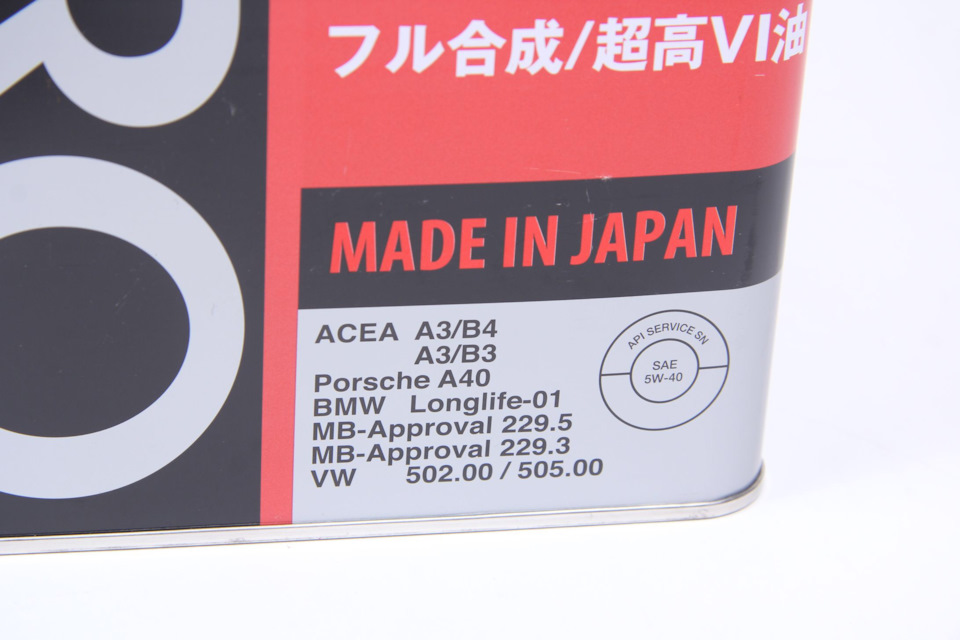 RO
フル合成/超高VI油
MADE IN JAPAN
ACEA A3/B4
A3/B3
Porsche A40
BMW Longlife-01
MB-Approval 229.5
MB-Approval 229.3
VW 502.00 / 505.00
API SERVICE SN
SAE
5W-40